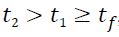 t₂ > t₁ ≥ t_f,